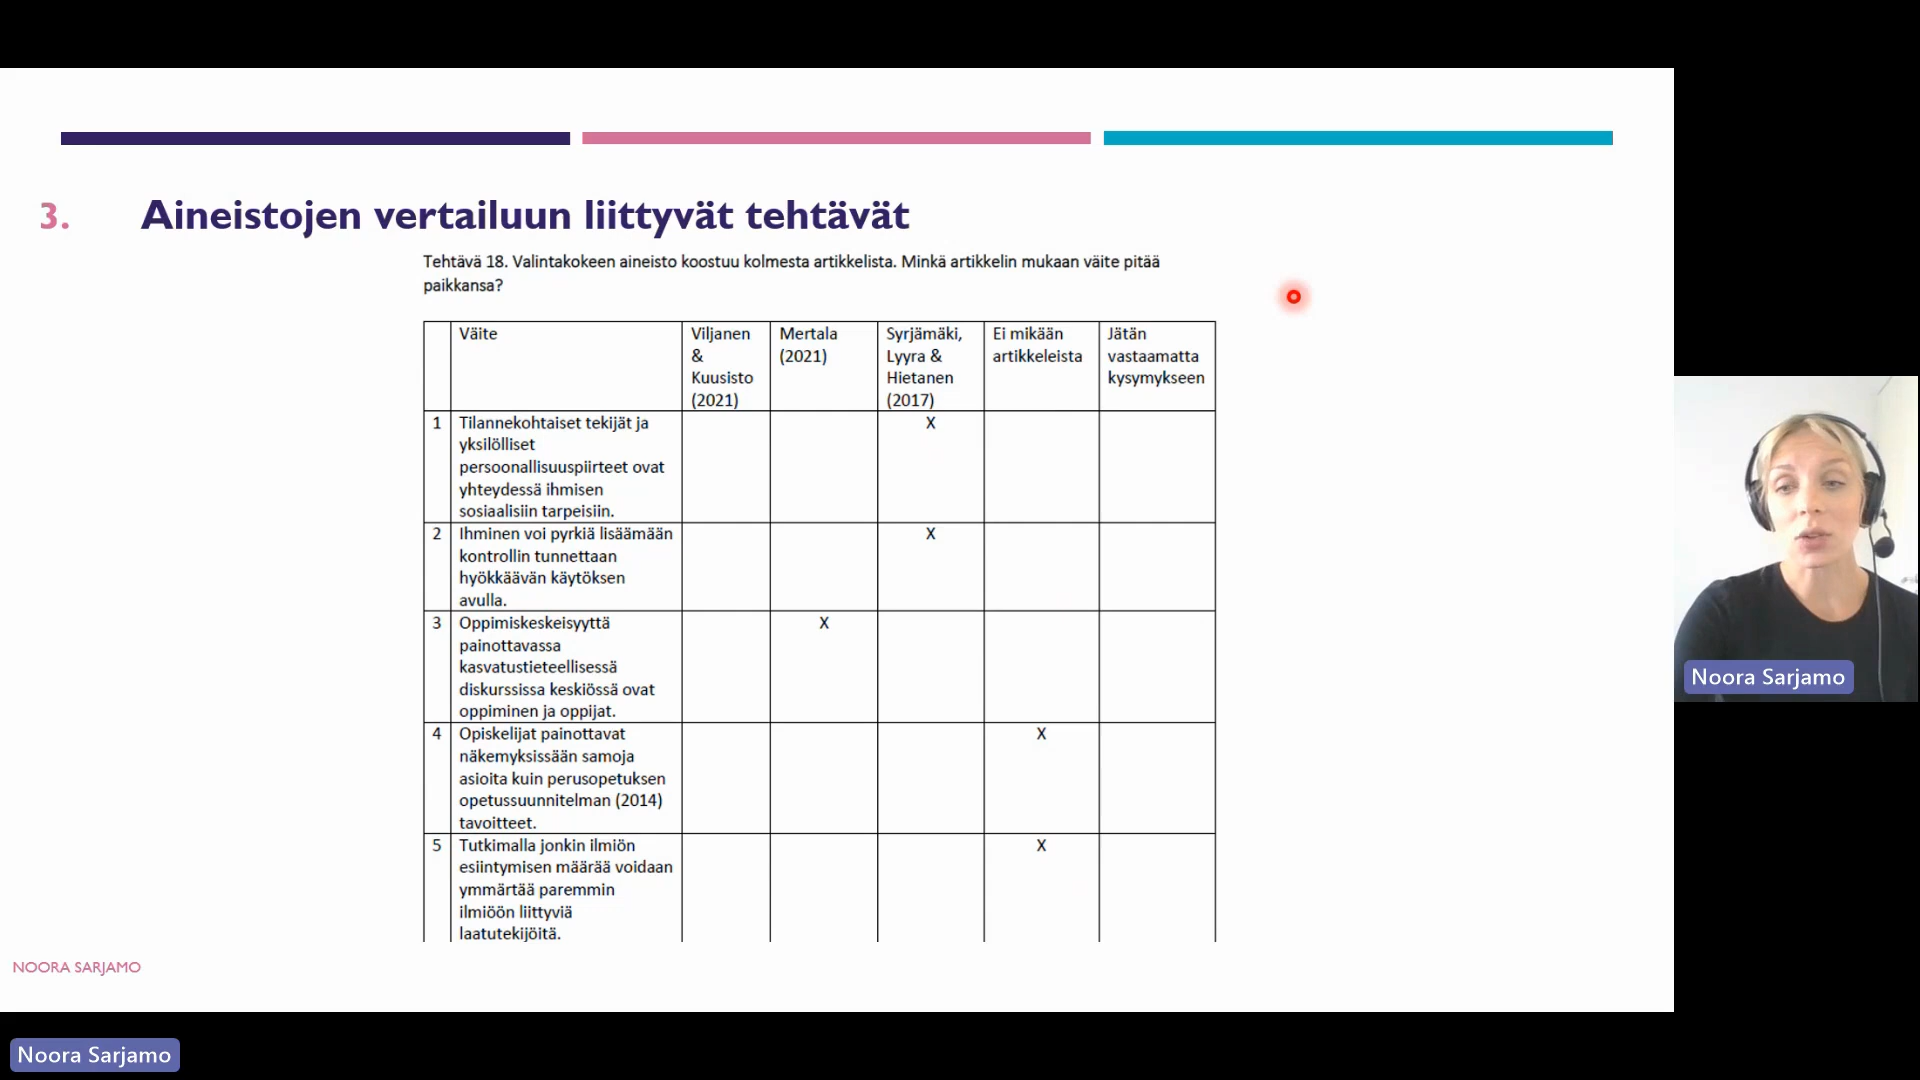 3. Aineistojen vertailuun liittyvät tehtävät
Tehtävä 18. Valintakokeen aineisto koostuu kolmesta artikkelista. Minkä artikkelin mukaan väite pitää
paikkansa?
Väite
Viljanen
&
Kuusisto
(2021)
Mertala
(2021)
Syrjämäki,
Lyyra &
Hietanen
(2017)
Ei mikään
artikkeleista
Jätän
vastaamatta
kysymykseen
1
Tilannekohtaiset tekijät ja
yksilölliset
persoonallisuuspiirteet ovat
yhteydessä ihmisen
sosiaalisiin tarpeisiin.
X
2
Ihminen voi pyrkiä lisäämään
kontrollin tunnettaan
hyökkäävän käytöksen
avulla.
X
3
Oppimiskeskeisyyttä
painottavassa
kasvatustieteellisessä
diskurssissa keskiössä ovat
oppiminen ja oppijat.
X
4
Opiskelijat painottavat
näkemyksissään samoja
asioita kuin perusopetuksen
opetussuunnitelman (2014)
tavoitteet.
X
5
Tutkimalla jonkin ilmiön
esiintymisen määrää voidaan
ymmärtää paremmin
ilmiöön liittyviä
laatutekijöitä.
X
NOORA SARJAMO
Noora Sarjamo
Noora Sarjamo